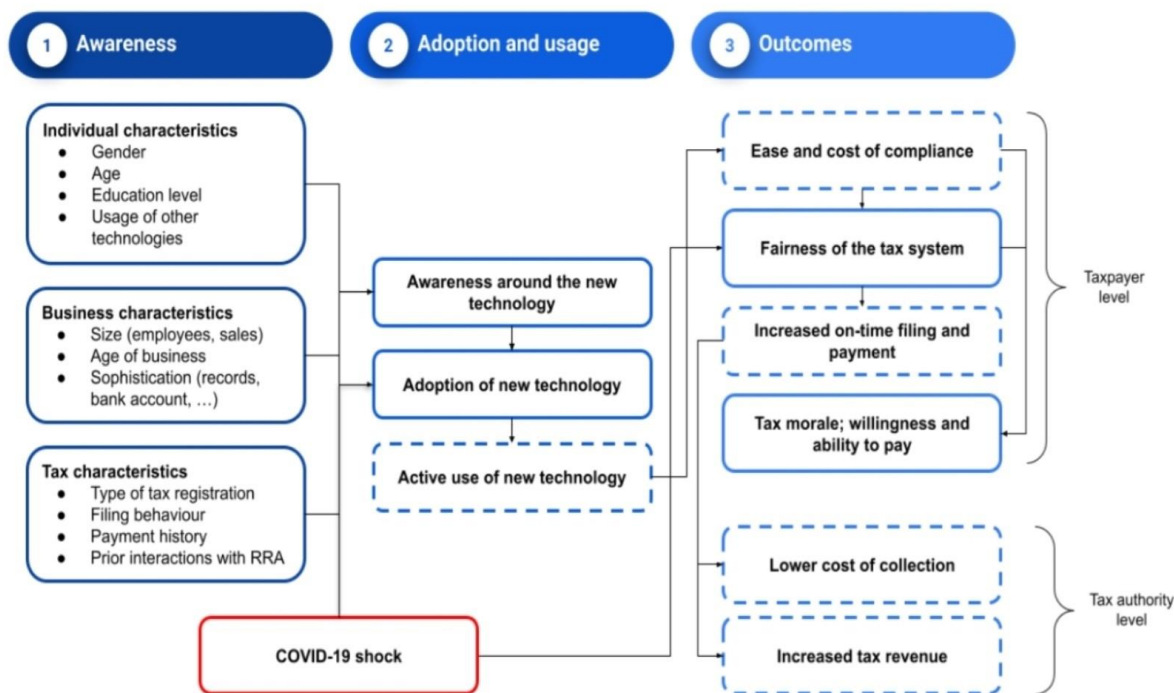 1 Awareness
2 Adoption and usage
3 Outcomes
Individual characteristics
● Gender
● Age
● Education level
● Usage of other
technologies
Business characteristics
● Size (employees, sales)
● Age of business
● Sophistication (records,
bank account, …)
Tax characteristics
● Type of tax registration
● Filing behaviour
● Payment history
● Prior interactions with RRA
COVID-19 shock
Awareness around the new
technology
Adoption of new technology
Active use of new technology
Ease and cost of compliance
Fairness of the tax system
Increased on-time filing and
payment
Tax morale; willingness and
ability to pay
Taxpayer
level
Lower cost of collection
Increased tax revenue
Tax authority
level